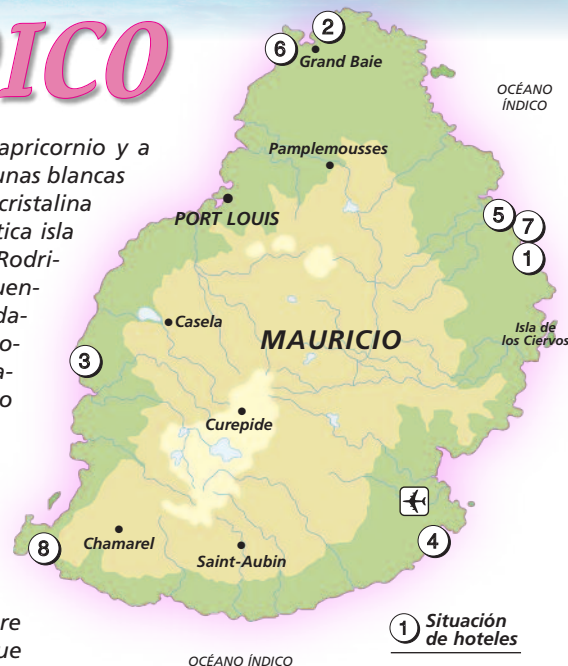 RICO
apricornio y a
unas blancas
cristalina
tica isla
Rodri-
uen-
da-
o-
a-
o
re
ue
2
6
Grand Baie
OCÉANO
ÍNDICO
Pamplemousses
PORT LOUIS
5
7
1
Isla de
los Ciervos
Casela
MAURICIO
3
Curepide
4
8
Chamarel
Saint-Aubin
1 Situación
de hoteles
OCÉANO ÍNDICO